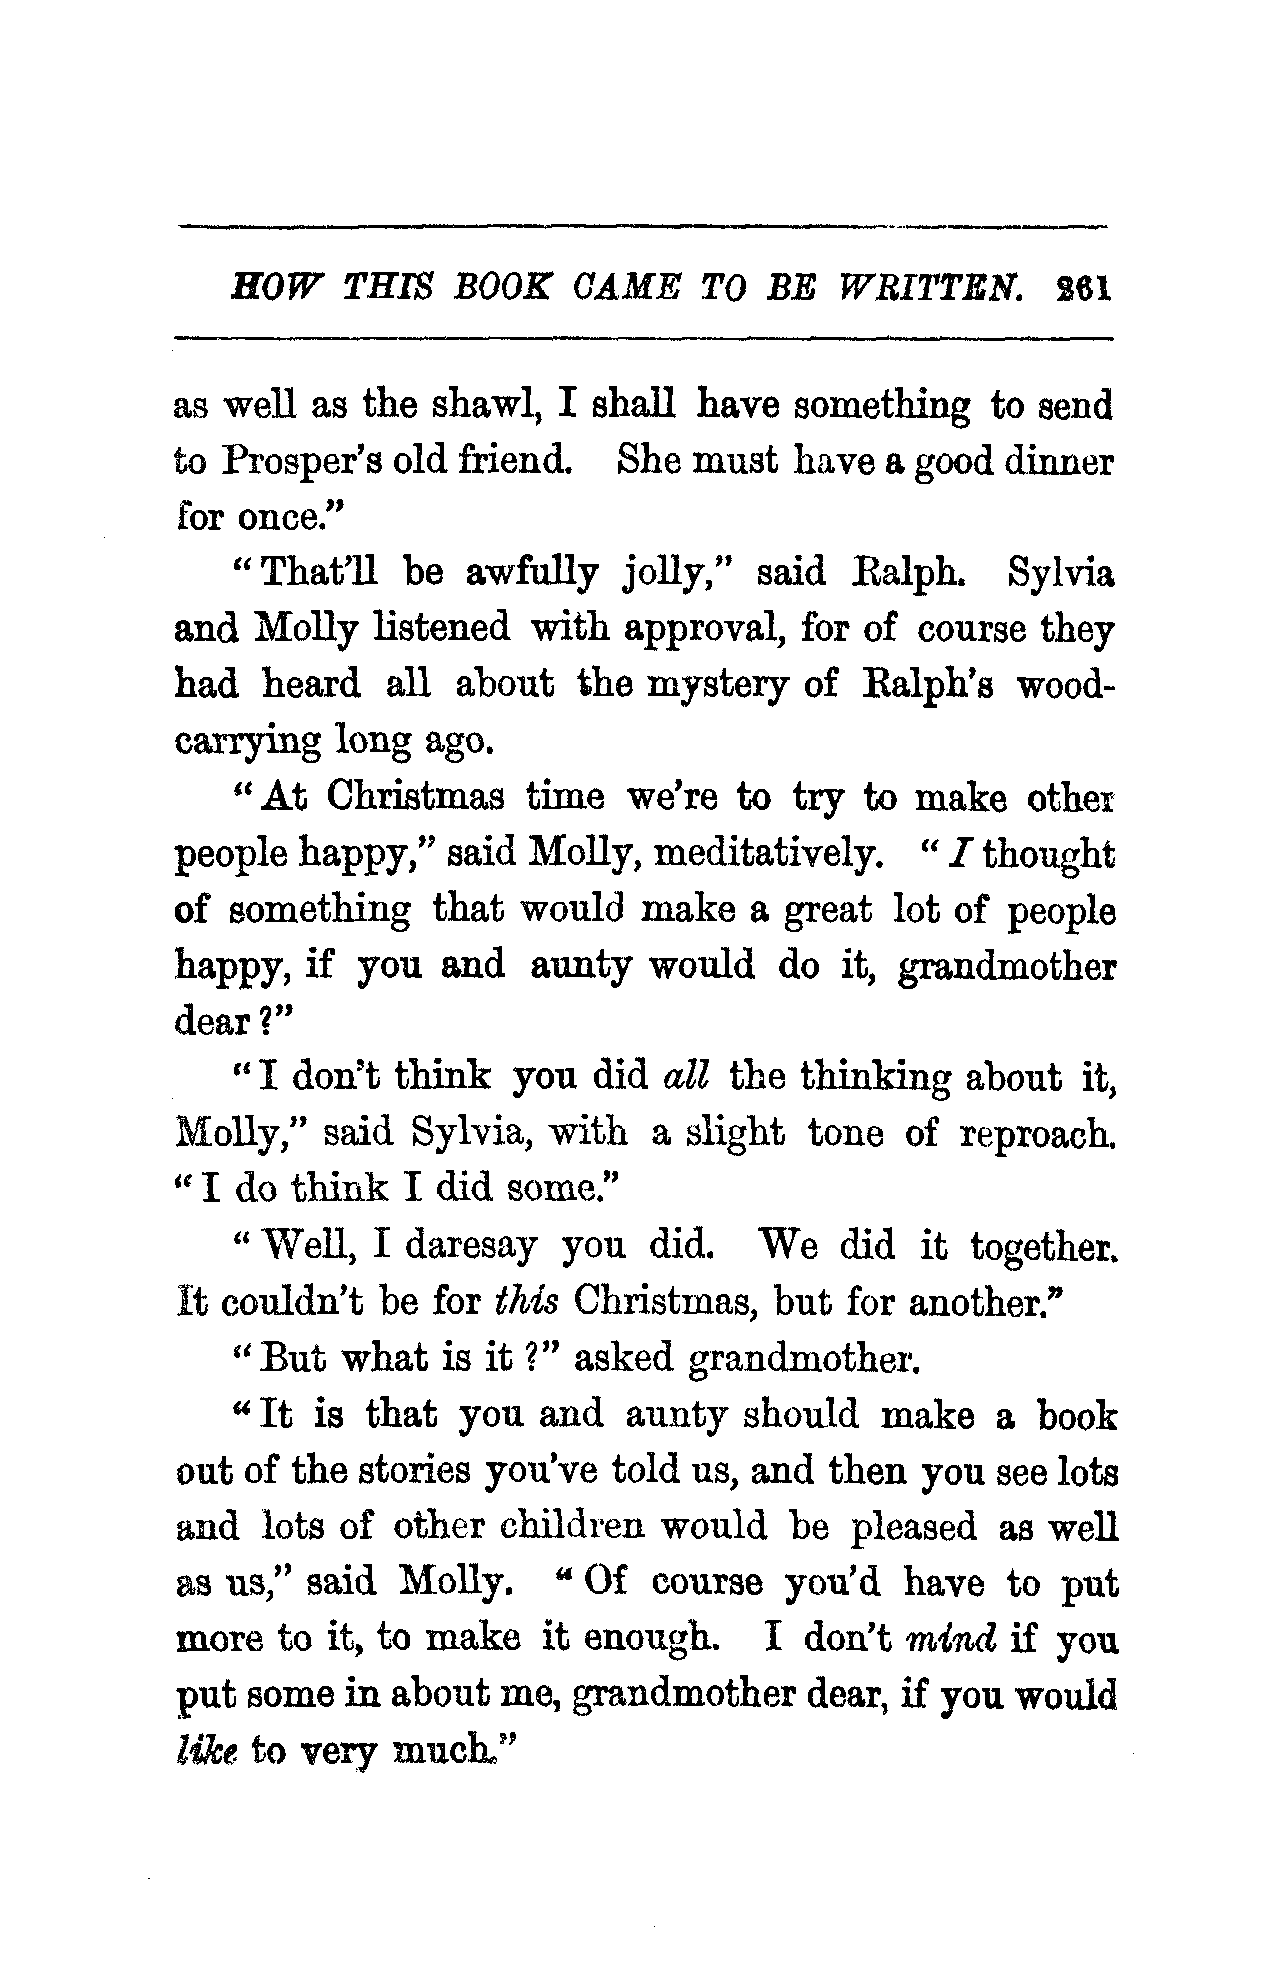 HOW THIS BOOK CAME TO BE WRITTEN. 261
as well as the shawl, I shall have something to send
to Prosper's old friend. She must have a good dinner
for once."
"That'll be awfully jolly," said Ralph. Sylvia
and Molly listened with approval, for of course they
had heard all about the mystery of Ralph's wood-
carrying long ago.
"At Christmas time we're to try to make other
people happy," said Molly, meditatively. "I thought
of something that would make a great lot of people
happy, if you and aunty would do it, grandmother
dear?"
"I don't think you did all the thinking about it,
Molly," said Sylvia, with a slight tone of reproach.
"I do think I did some."
"Well, I daresay you did. We did it together.
It couldn't be for this Christmas, but for another."
"But what is it?" asked grandmother.
"It is that you and aunty should make a book
out of the stories you've told us, and then you see lots
and lots of other children would be pleased as well
as us," said Molly. "Of course you'd have to put
more to it, to make it enough. I don't mind if you
put some in about me, grandmother dear, if you would
like to very much."